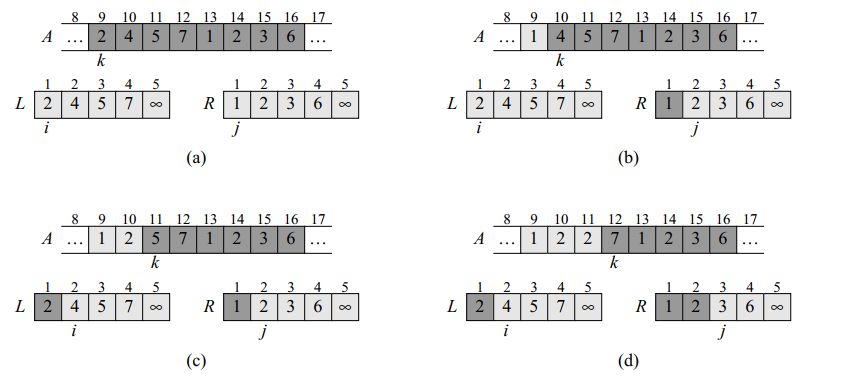 8 9 10 11 12 13 14 15 16 17
A … 2 4 5 7 1 2 3 6 …
k
1 2 3 4 5
L 2 4 5 7 ∞
i
1 2 3 4 5
R 1 2 3 6 ∞
j
(a)
8 9 10 11 12 13 14 15 16 17
A … 1 4 5 7 1 2 3 6 …
k
1 2 3 4 5
L 2 4 5 7 ∞
i
1 2 3 4 5
R 1 2 3 6 ∞
j
(b)
8 9 10 11 12 13 14 15 16 17
A … 1 2 5 7 1 2 3 6 …
k
1 2 3 4 5
L 2 4 5 7 ∞
i
1 2 3 4 5
R 1 2 3 6 ∞
j
(c)
8 9 10 11 12 13 14 15 16 17
A … 1 2 2 7 1 2 3 6 …
k
1 2 3 4 5
L 2 4 5 7 ∞
i
1 2 3 4 5
R 1 2 3 6 ∞
j
(d)